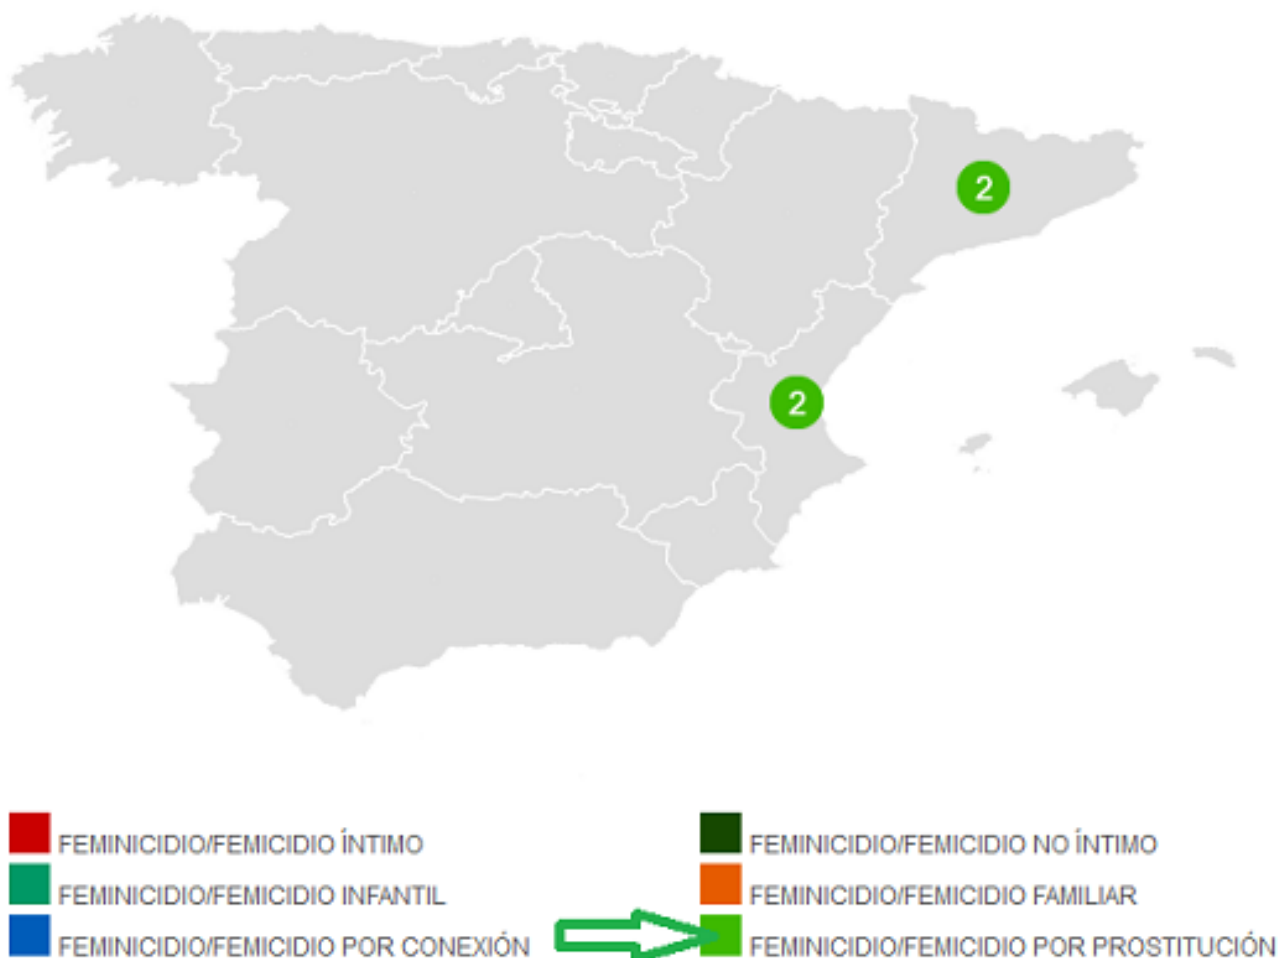 2
2
FEMINICIDIO/FEMICIDIO ÍNTIMO
FEMINICIDIO/FEMICIDIO NO ÍNTIMO
FEMINICIDIO/FEMICIDIO INFANTIL
FEMINICIDIO/FEMICIDIO FAMILIAR
FEMINICIDIO/FEMICIDIO POR CONEXIÓN
FEMINICIDIO/FEMICIDIO POR PROSTITUCIÓN